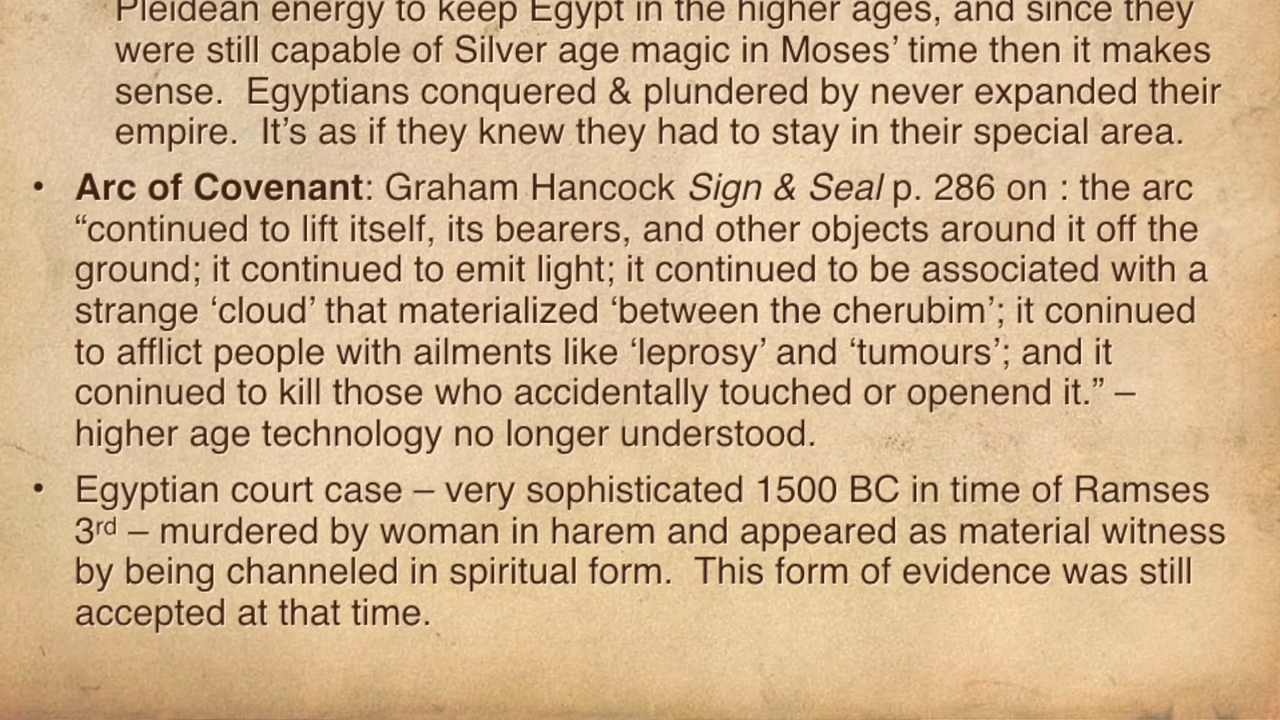 Pleidean energy to keep Egypt in the higher ages, and since they
were still capable of Silver age magic in Moses’ time then it makes
sense.  Egyptians conquered & plundered by never expanded their
empire.  It’s as if they knew they had to stay in their special area.
• Arc of Covenant: Graham Hancock Sign & Seal p. 286 on : the arc
“continued to lift itself, its bearers, and other objects around it off the
ground; it continued to emit light; it continued to be associated with a
strange ‘cloud’ that materialized ‘between the cherubim’; it coninued
to afflict people with ailments like ‘leprosy’ and ‘tumours’; and it
coninued to kill those who accidentally touched or openend it.” –
higher age technology no longer understood.
• Egyptian court case – very sophisticated 1500 BC in time of Ramses
3rd – murdered by woman in harem and appeared as material witness
by being channeled in spiritual form.  This form of evidence was still
accepted at that time.